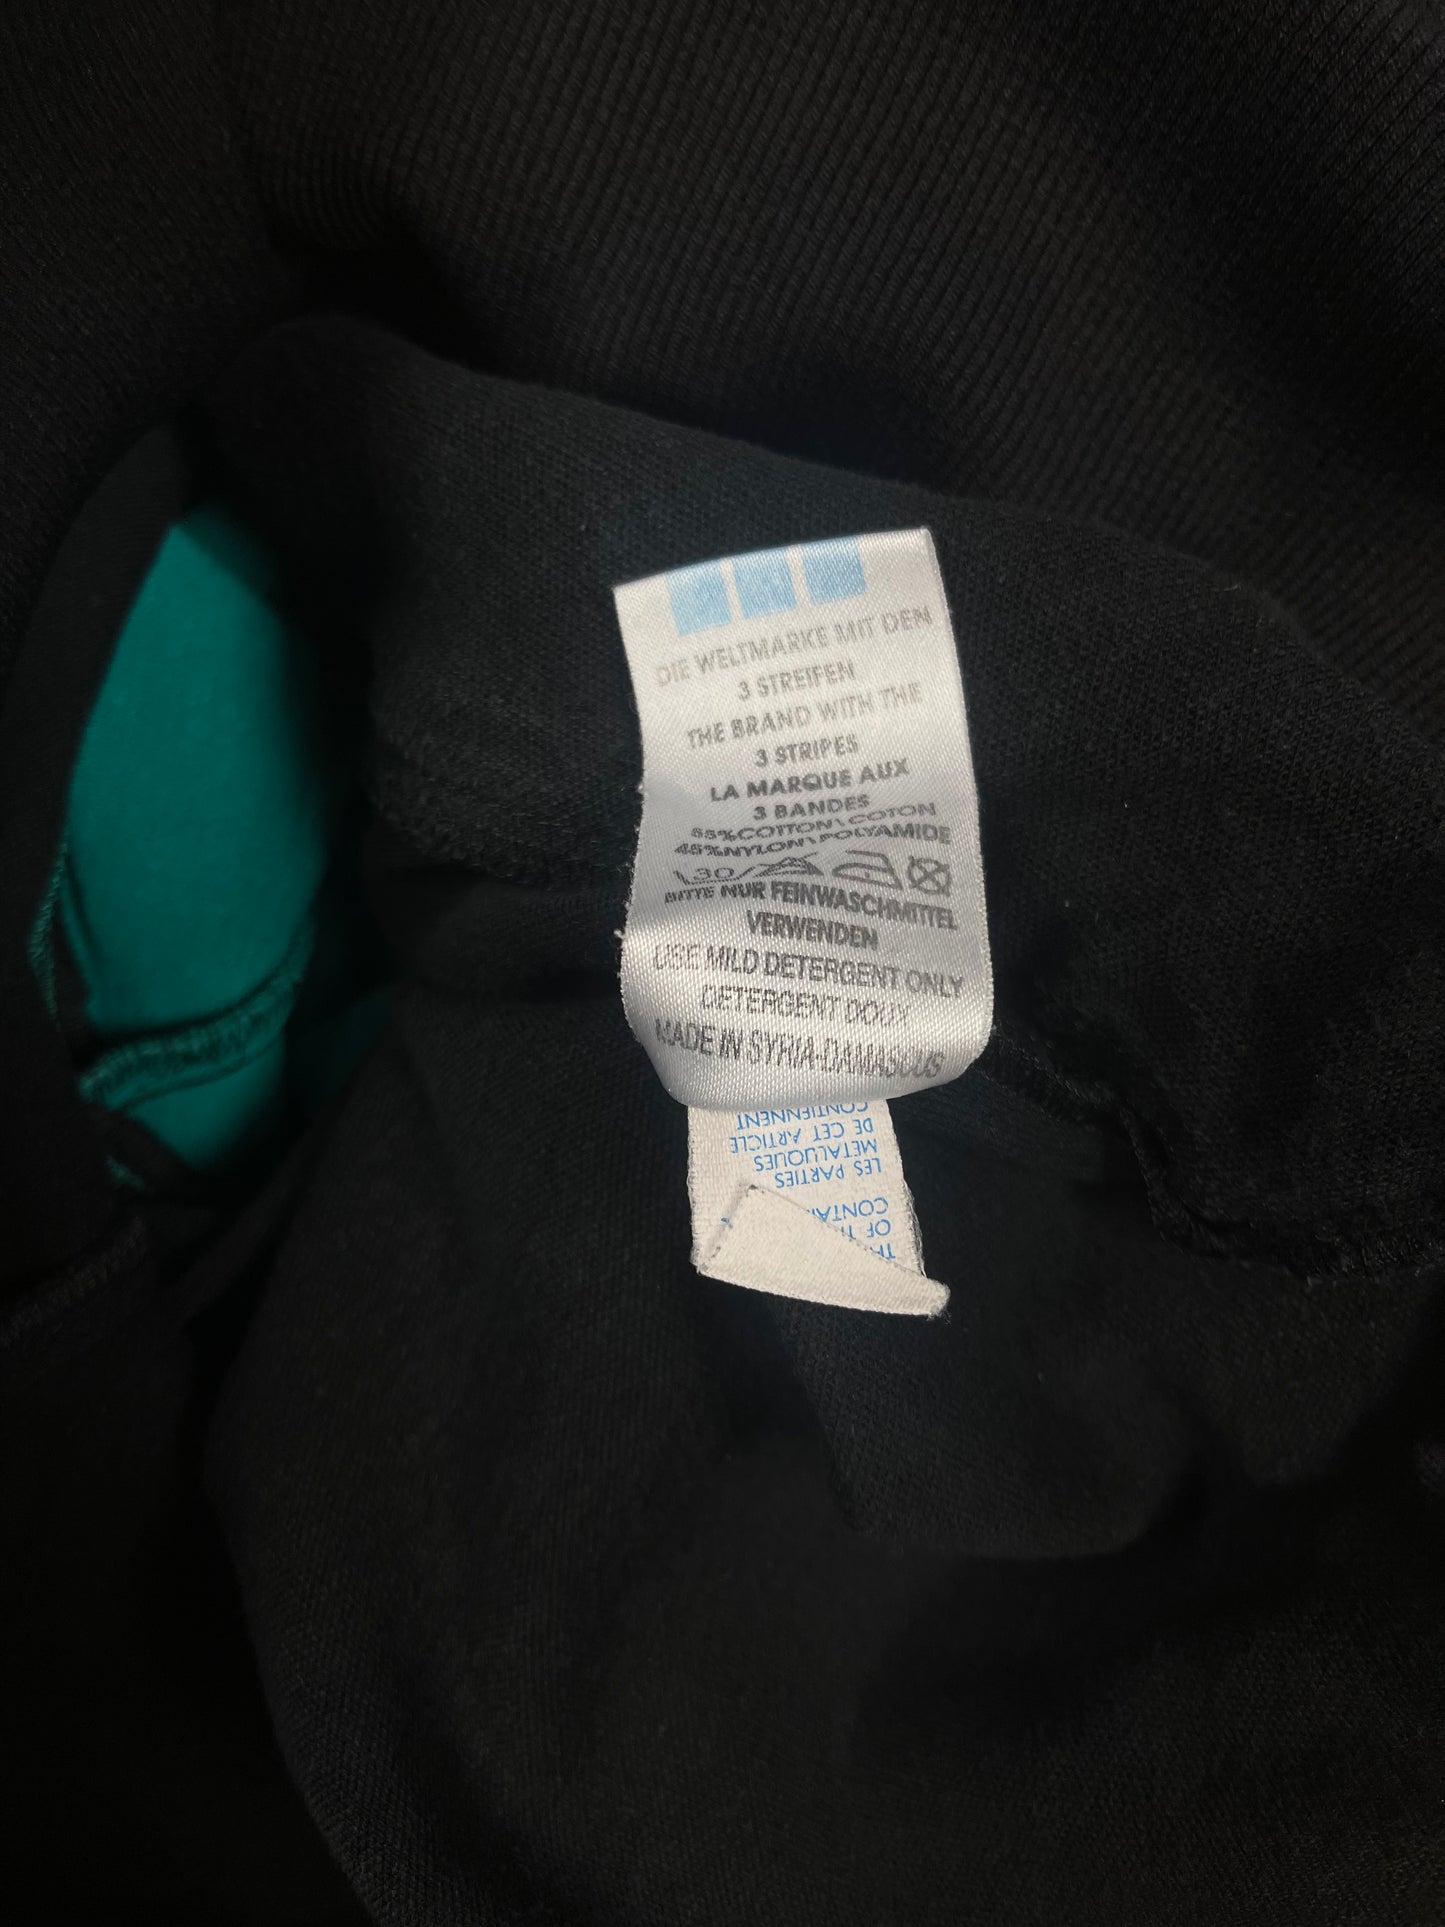 DIE WELTMARKE MIT DEN
3 STREIFEN
THE BRAND WITH THE
3 STRIPES
LA MARQUE AUX
3 BANDES
55%COTTON\COTON
45%NYLON\POLYAMIDE
30
BITTE NUR FEINWASCHMITTEL
VERWENDEN
USE MILD DETERGENT ONLY
DETERGENT DOUX
MADE IN SYRIA-DAMASCUS
OF
LES PARTIES
METALUQUES
DE CET ARTICLE
CONTIENNENT